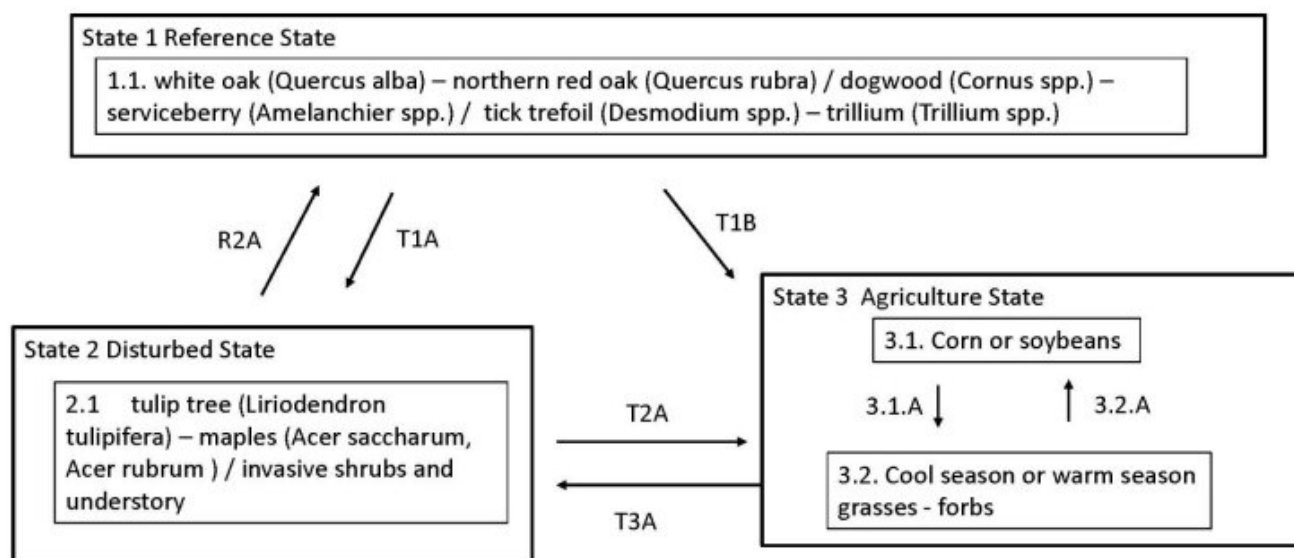 State 1 Reference State
1.1. white oak (Quercus alba) – northern red oak (Quercus rubra) / dogwood (Cornus spp.) –
serviceberry (Amelanchier spp.) / tick trefoil (Desmodium spp.) – trillium (Trillium spp.)
R2A
T1A
T1B
State 2 Disturbed State
2.1 tulip tree (Liriodendron
tulipifera) – maples (Acer saccharum,
Acer rubrum ) / invasive shrubs and
understory
T2A
T3A
State 3 Agriculture State
3.1. Corn or soybeans
3.1.A
3.2.A
3.2. Cool season or warm season
grasses - forbs